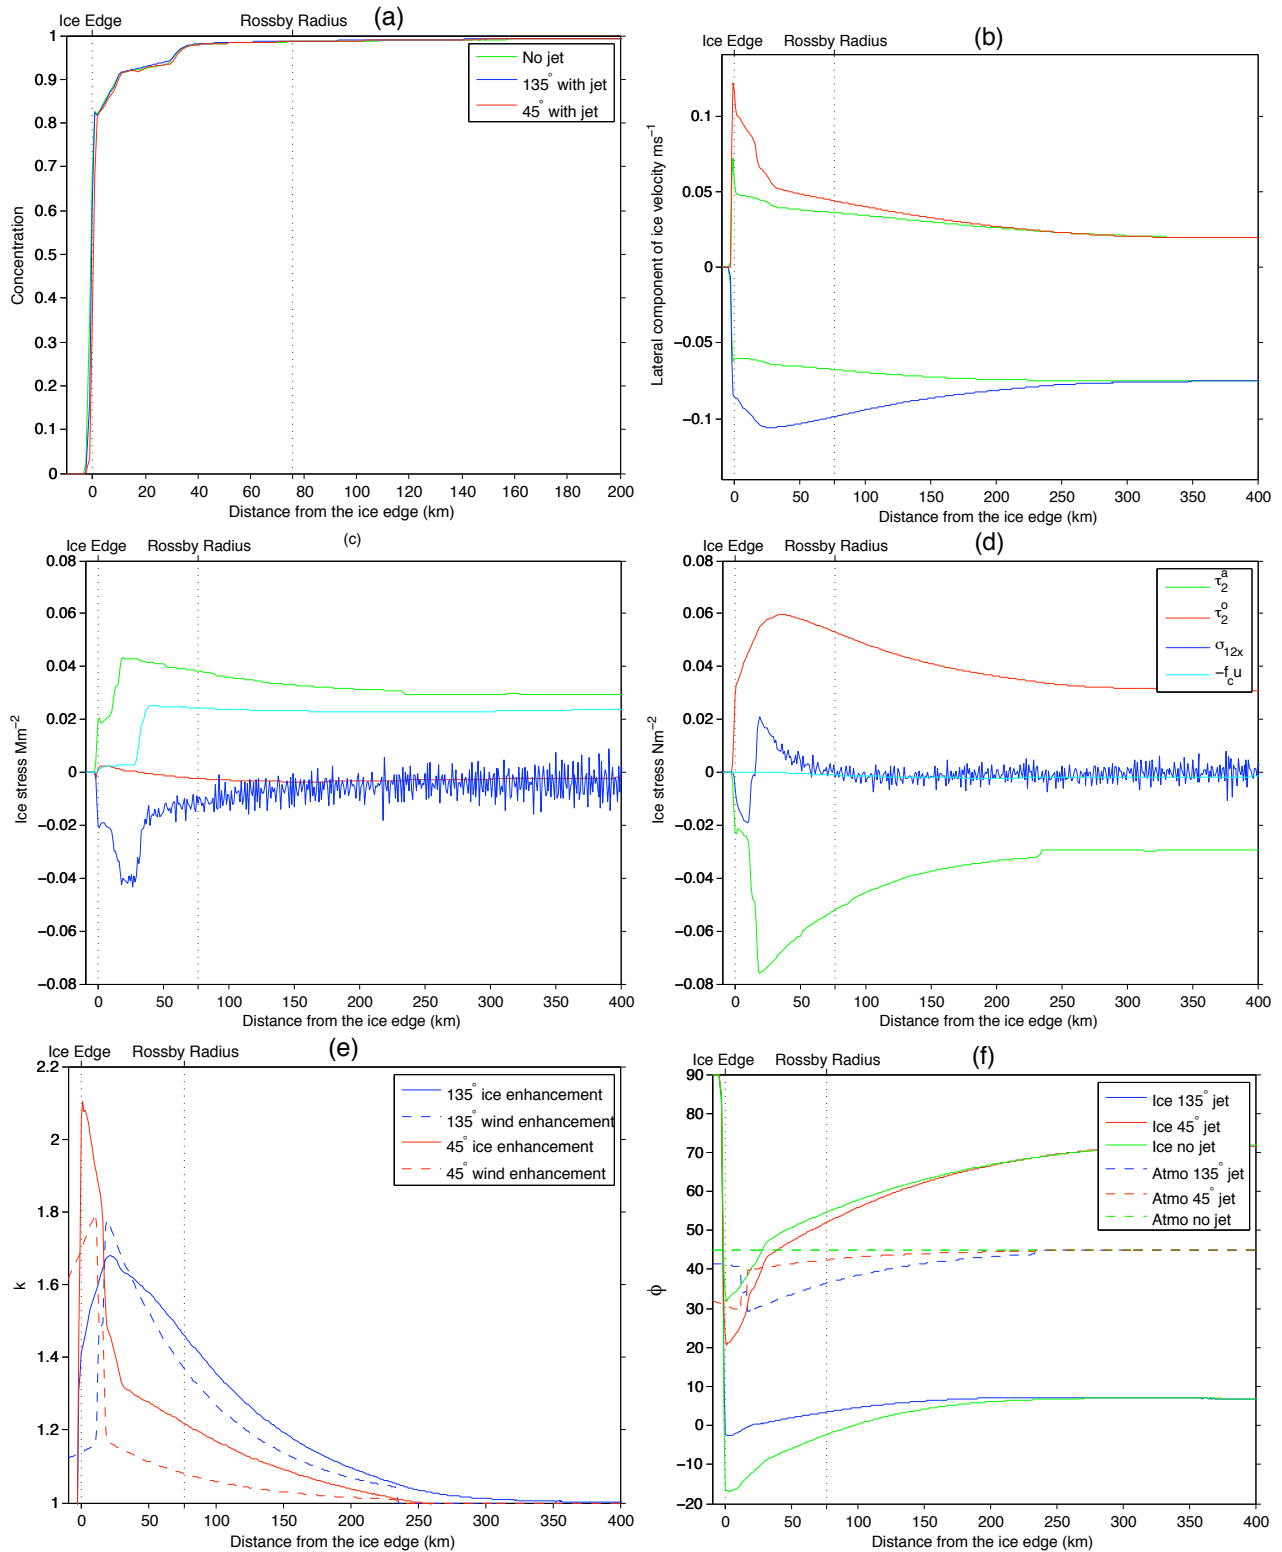 Ice Edge Rossby Radius (a)
1
0.9
0.8
0.7
0.6
0.5
0.4
0.3
0.2
0.1
0
Concentration
No jet
135° with jet
45° with jet
0 20 40 60 80 100 120 140 160 180 200
Distance from the ice edge (km)
(b)
Ice Edge Rossby Radius
0.1
0.05
0
−0.05
−0.1
Lateral component of ice velocity ms⁻¹
0 50 100 150 200 250 300 350 400
Distance from the ice edge (km)
(c)
Ice Edge Rossby Radius
0.08
0.06
0.04
0.02
0
−0.02
−0.04
−0.06
−0.08
Ice stress Mm⁻²
0 50 100 150 200 250 300 350 400
Distance from the ice edge (km)
(d)
Ice Edge Rossby Radius
0.08
0.06
0.04
0.02
0
−0.02
−0.04
−0.06
−0.08
Ice stress Nm⁻²
τ₂ᵃ
τ₂ᵒ
σ₁₂ₓ
−f_c u
0 50 100 150 200 250 300 350 400
Distance from the ice edge (km)
(e)
Ice Edge Rossby Radius
2.2
2
1.8
1.6
1.4
1.2
1
k
135° ice enhancement
135° wind enhancement
45° ice enhancement
45° wind enhancement
0 50 100 150 200 250 300 350 400
Distance from the ice edge (km)
(f)
Ice Edge Rossby Radius
90
80
70
60
50
40
30
20
10
0
−10
−20
ϕ
Ice 135° jet
Ice 45° jet
Ice no jet
Atmo 135° jet
Atmo 45° jet
Atmo no jet
0 50 100 150 200 250 300 350 400
Distance from the ice edge (km)